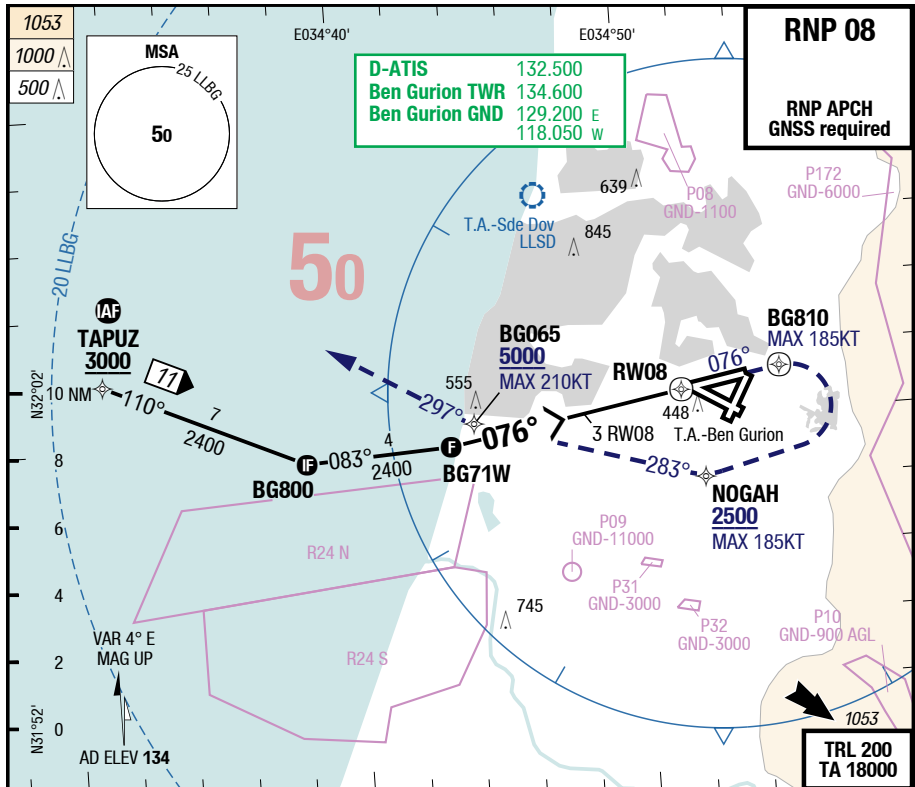 1053
1000
500
MSA
25 LLBG
50
E034°40'
E034°50'
D-ATIS 132.500
Ben Gurion TWR 134.600
Ben Gurion GND 129.200 E
118.050 W
RNP 08
RNP APCH
GNSS required
P172
GND-6000
P08
GND-1100
639
T.A.-Sde Dov
LLSD
845
20 LLBG
50
IAF
TAPUZ
3000
11
BG065
5000
MAX 210KT
BG810
MAX 185KT
RW08
076°
N32°02'
10 NM
110°
7
2400
297°
555
448
T.A.-Ben Gurion
3 RW08
076°
4
083°
2400
F
BG71W
IF
BG800
8
283°
NOGAH
2500
MAX 185KT
6
R24 N
P09
GND-11000
P31
GND-3000
4
745
P32
GND-3000
P10
GND-900 AGL
VAR 4° E
MAG UP
2
R24 S
N31°52'
0
AD ELEV 134
1053
TRL 200
TA 18000